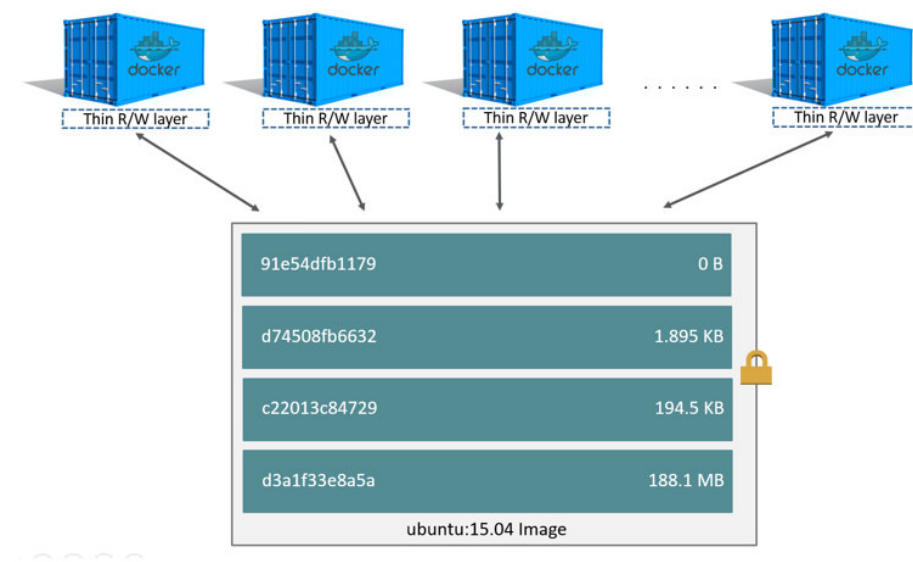 docker docker docker docker
Thin R/W layer Thin R/W layer Thin R/W layer . . . . . . Thin R/W layer
91e54dfb1179 0 B
d74508fb6632 1.895 KB
c22013c84729 194.5 KB
d3a1f33e8a5a 188.1 MB
ubuntu:15.04 Image